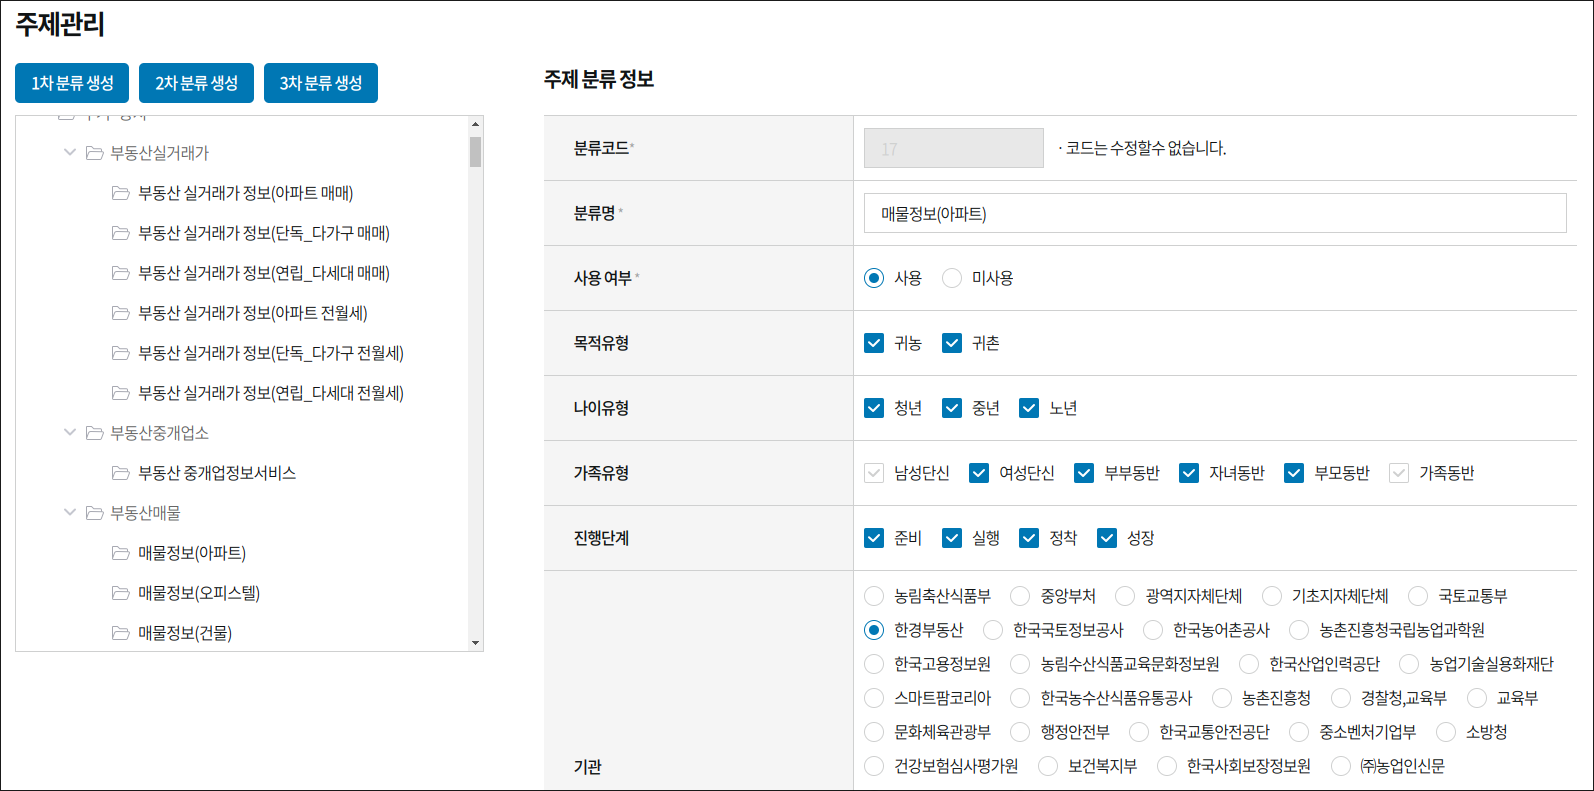 주제관리
1차 분류 생성 2차 분류 생성 3차 분류 생성
부동산실거래가
부동산 실거래가 정보(아파트 매매)
부동산 실거래가 정보(단독_다가구 매매)
부동산 실거래가 정보(연립_다세대 매매)
부동산 실거래가 정보(아파트 전월세)
부동산 실거래가 정보(단독_다가구 전월세)
부동산 실거래가 정보(연립_다세대 전월세)
부동산중개업소
부동산 중개업정보서비스
부동산매물
매물정보(아파트)
매물정보(오피스텔)
매물정보(건물)
주제 분류 정보
분류코드* 17 · 코드는 수정할수 없습니다.
분류명 * 매물정보(아파트)
사용 여부 * 사용 미사용
목적유형 귀농 귀촌
나이유형 청년 중년 노년
가족유형 남성단신 여성단신 부부동반 자녀동반 부모동반 가족동반
진행단계 준비 실행 정착 성장
기관
농림축산식품부 중앙부처 광역지자체단체 기초지자체단체 국토교통부
한경부동산 한국국토정보공사 한국농어촌공사 농촌진흥청국립농업과학원
한국고용정보원 농림수산식품교육문화정보원 한국산업인력공단 농업기술실용화재단
스마트팜코리아 한국농수산식품유통공사 농촌진흥청 경찰청,교육부 교육부
문화체육관광부 행정안전부 한국교통안전공단 중소벤처기업부 소방청
건강보험심사평가원 보건복지부 한국사회보장정보원 ㈜농업인신문